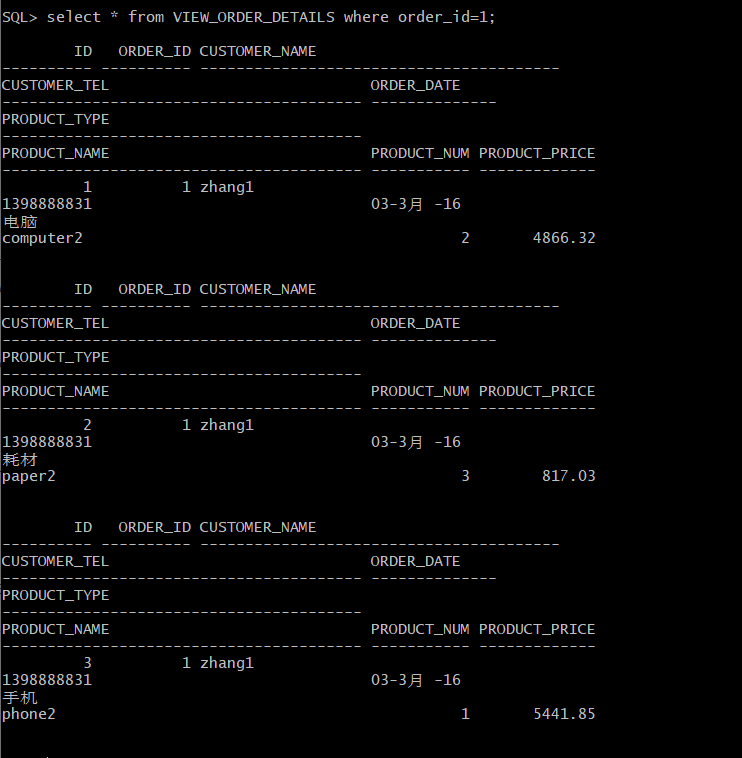 SQL> select * from VIEW_ORDER_DETAILS where order_id=1;
        ID   ORDER_ID CUSTOMER_NAME
---------- ---------- ----------------------------------------
CUSTOMER_TEL                             ORDER_DATE
---------------------------------------- --------------
PRODUCT_TYPE
----------------------------------------
PRODUCT_NAME                             PRODUCT_NUM PRODUCT_PRICE
---------------------------------------- ----------- -------------
         1          1 zhang1
1398888831                               03-3月 -16
电脑
computer2                                          2       4866.32
        ID   ORDER_ID CUSTOMER_NAME
---------- ---------- ----------------------------------------
CUSTOMER_TEL                             ORDER_DATE
---------------------------------------- --------------
PRODUCT_TYPE
----------------------------------------
PRODUCT_NAME                             PRODUCT_NUM PRODUCT_PRICE
---------------------------------------- ----------- -------------
         2          1 zhang1
1398888831                               03-3月 -16
耗材
paper2                                             3        817.03
        ID   ORDER_ID CUSTOMER_NAME
---------- ---------- ----------------------------------------
CUSTOMER_TEL                             ORDER_DATE
---------------------------------------- --------------
PRODUCT_TYPE
----------------------------------------
PRODUCT_NAME                             PRODUCT_NUM PRODUCT_PRICE
---------------------------------------- ----------- -------------
         3          1 zhang1
1398888831                               03-3月 -16
手机
phone2                                             1       5441.85